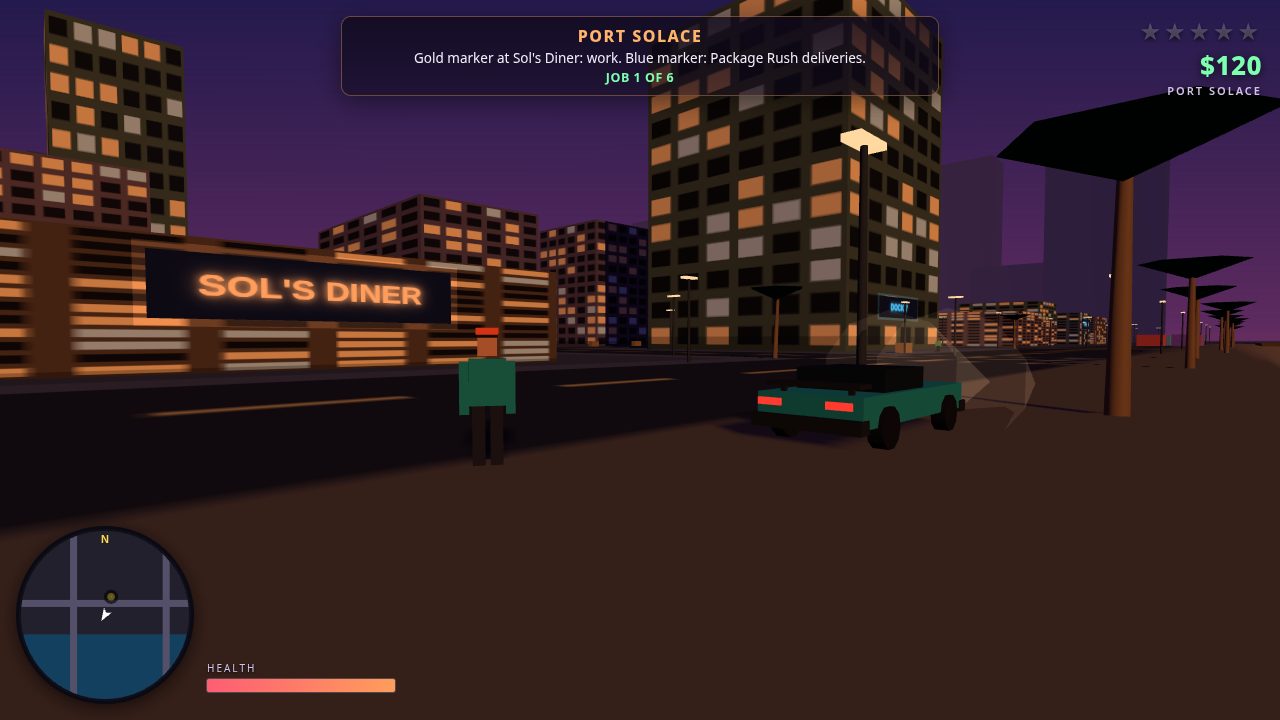 PORT SOLACE
Gold marker at Sol's Diner: work. Blue marker: Package Rush deliveries.
JOB 1 OF 6
$120
PORT SOLACE
SOL'S DINER
N
HEALTH